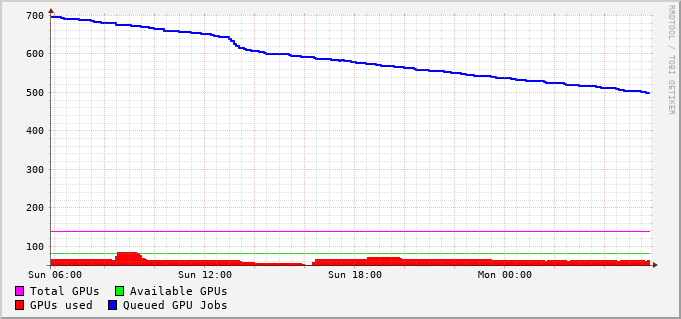 700
600
500
400
300
200
100
Sun 06:00 Sun 12:00 Sun 18:00 Mon 00:00
Total GPUs Available GPUs
GPUs used Queued GPU Jobs
RRDTOOL / TOBI OETIKER